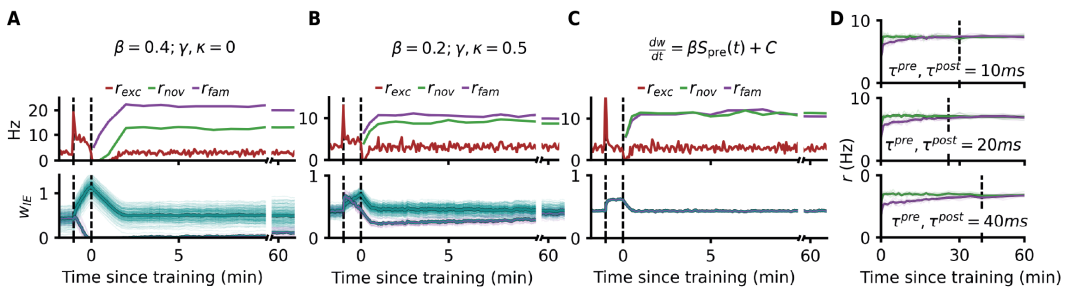 A
β = 0.4; γ, κ = 0
r_exc r_nov r_fam
20
10
0
Hz
1
0
w_IE
0 5 60
Time since training (min)
B
β = 0.2; γ, κ = 0.5
r_exc r_nov r_fam
10
0
1
0
0 5 60
Time since training (min)
C
dw/dt = βS_pre(t) + C
r_exc r_nov r_fam
10
0
1
0
0 5 60
Time since training (min)
D
10
0
τ^pre, τ^post = 10ms
10
0
τ^pre, τ^post = 20ms
r (Hz)
10
0
τ^pre, τ^post = 40ms
0 30 60
Time since training (min)